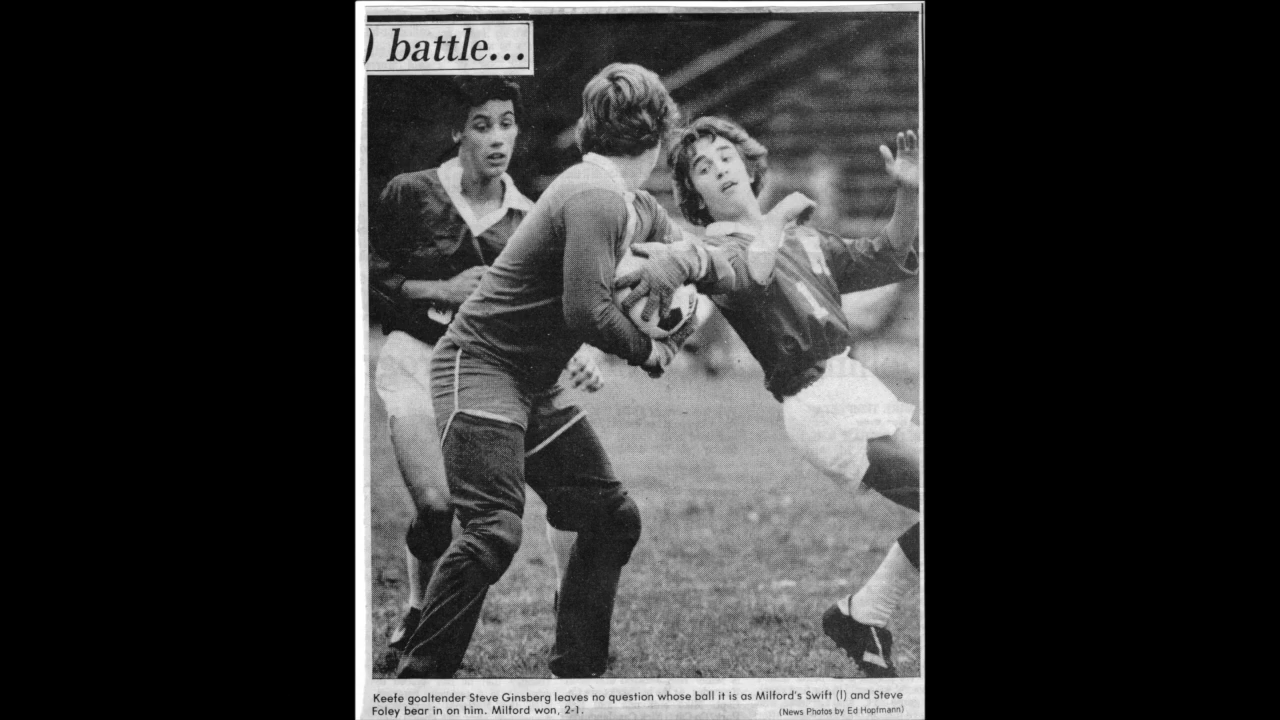 ) battle...
Keefe goaltender Steve Ginsberg leaves no question whose ball it is as Milford's Swift (l) and Steve
Foley bear in on him. Milford won, 2-1.
(News Photos by Ed Hoptmann)